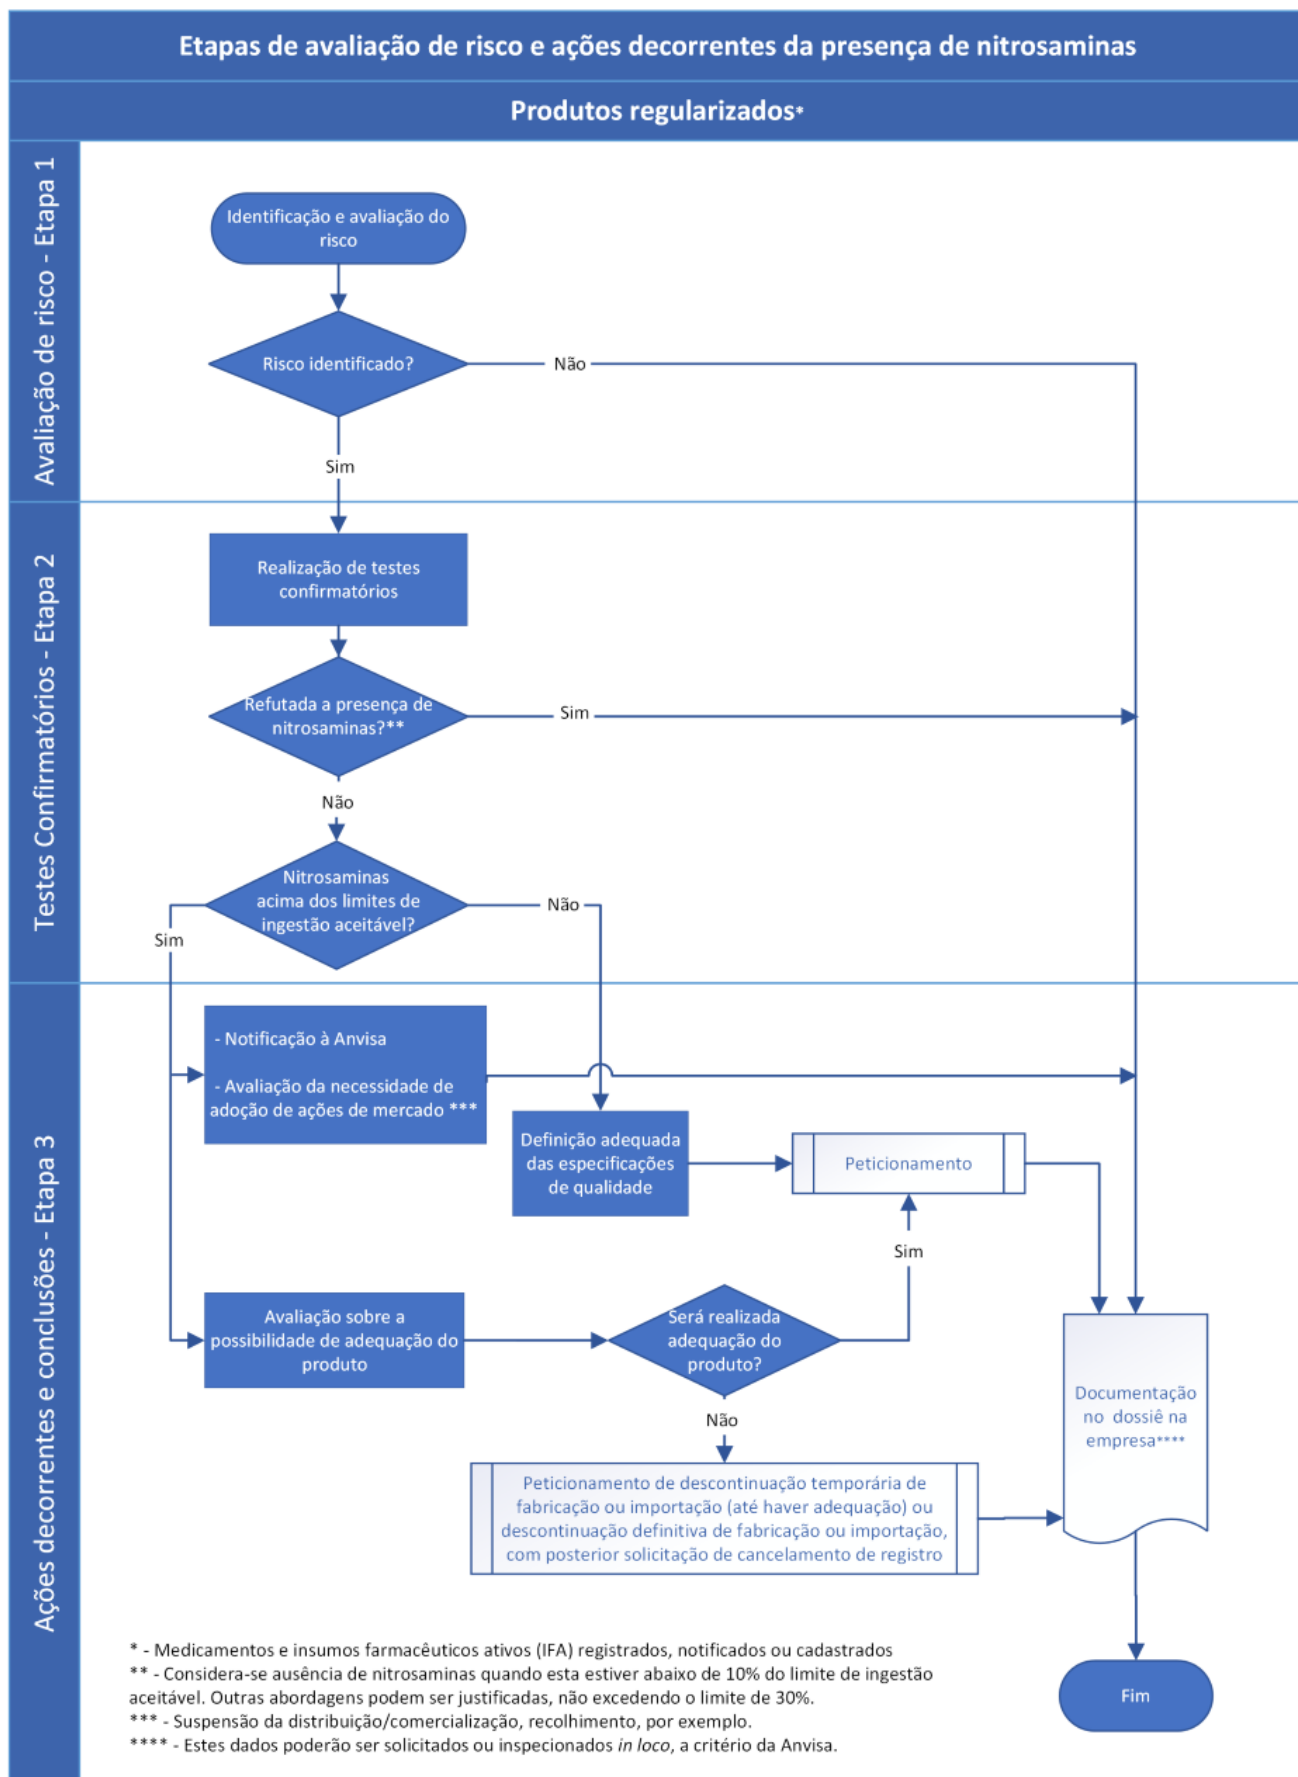 Etapas de avaliação de risco e ações decorrentes da presença de nitrosaminas
Produtos regularizados*
Avaliação de risco - Etapa 1
Identificação e avaliação do
risco
Risco identificado?
Não
Sim
Testes Confirmatórios - Etapa 2
Realização de testes
confirmatórios
Refutada a presença de
nitrosaminas?**
Sim
Não
Nitrosaminas
acima dos limites de
ingestão aceitável?
Não
Sim
Ações decorrentes e conclusões - Etapa 3
- Notificação à Anvisa
- Avaliação da necessidade de
adoção de ações de mercado ***
Definição adequada
das especificações
de qualidade
Peticionamento
Sim
Avaliação sobre a
possibilidade de adequação do
produto
Será realizada
adequação do
produto?
Não
Peticionamento de descontinuação temporária de
fabricação ou importação (até haver adequação) ou
descontinuação definitiva de fabricação ou importação,
com posterior solicitação de cancelamento de registro
Documentação
no dossiê na
empresa****
Fim
* - Medicamentos e insumos farmacêuticos ativos (IFA) registrados, notificados ou cadastrados
** - Considera-se ausência de nitrosaminas quando esta estiver abaixo de 10% do limite de ingestão
aceitável. Outras abordagens podem ser justificadas, não excedendo o limite de 30%.
*** - Suspensão da distribuição/comercialização, recolhimento, por exemplo.
**** - Estes dados poderão ser solicitados ou inspecionados in loco, a critério da Anvisa.